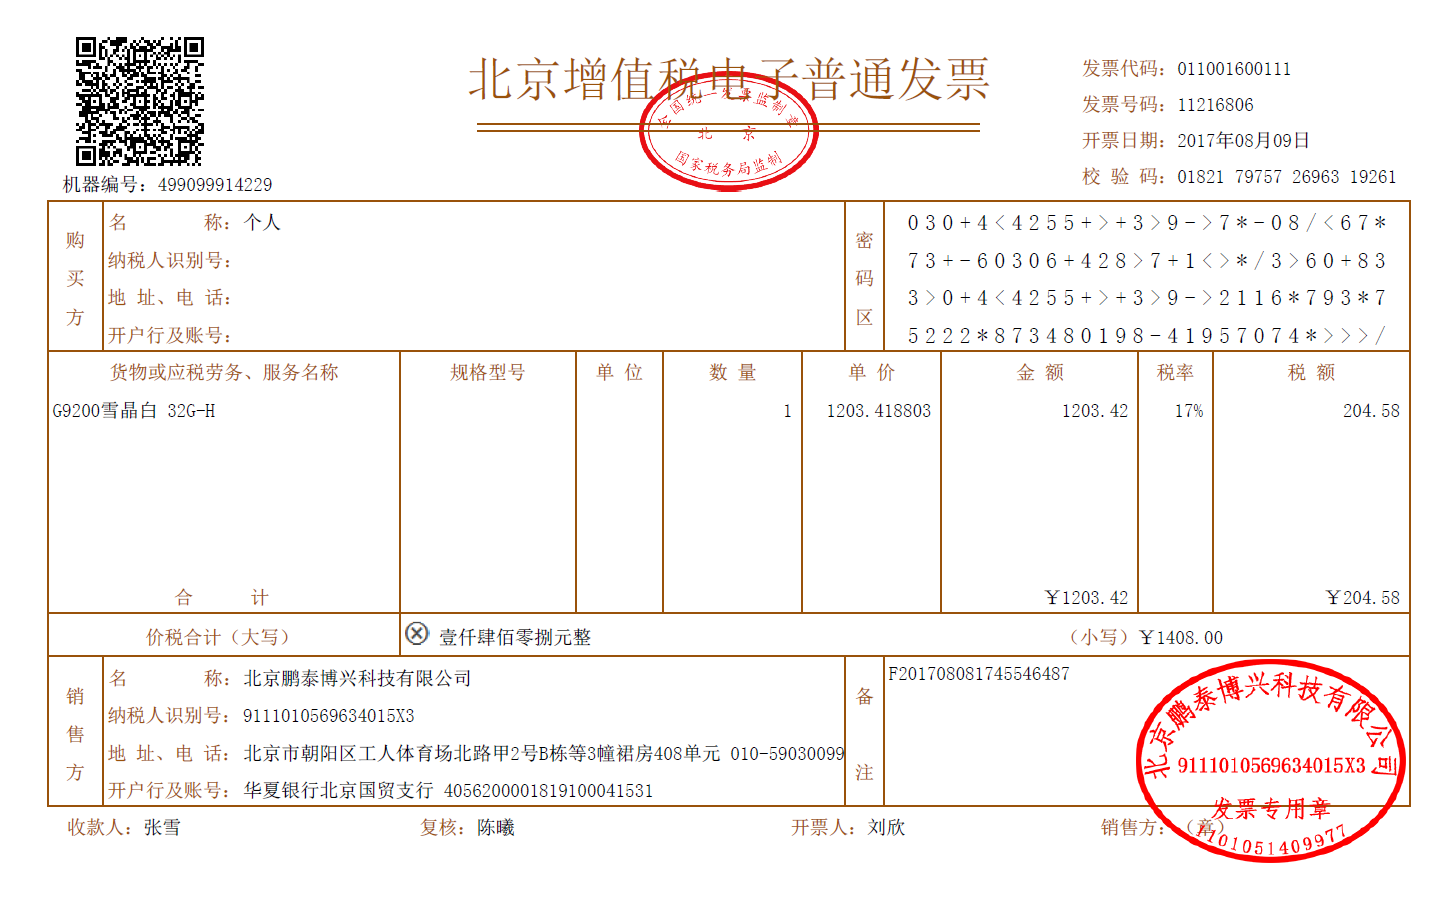 北京增值税电子普通发票
发票代码：011001600111
发票号码：11216806
开票日期：2017年08月09日
校 验 码：01821 79757 26963 19261
机器编号：499099914229
全国统一发票监制章
北 京
国家税务局监制
购买方
名 称：个人
纳税人识别号：
地 址、电 话：
开户行及账号：
密码区
030+4<4255+>+3>9->7*-08/<67*
73+-60306+428>7+1<>*/3>60+83
3>0+4<4255+>+3>9->2116*793*7
5222*873480198-41957074*>>>/
货物或应税劳务、服务名称 规格型号 单 位 数 量 单 价 金 额 税率 税 额
G9200雪晶白 32G-H 1 1203.418803 1203.42 17% 204.58
合 计 ￥1203.42 ￥204.58
价税合计（大写） ⊗ 壹仟肆佰零捌元整 （小写）￥1408.00
销售方
名 称：北京鹏泰博兴科技有限公司
纳税人识别号：9111010569634015X3
地 址、电 话：北京市朝阳区工人体育场北路甲2号B栋等3幢裙房408单元 010-59030099
开户行及账号：华夏银行北京国贸支行 4056200001819100041531
备注
F201708081745546487
北京鹏泰博兴科技有限公司
9111010569634015X3
发票专用章
1101051409977
收款人：张雪 复核：陈曦 开票人：刘欣 销售方：（章）